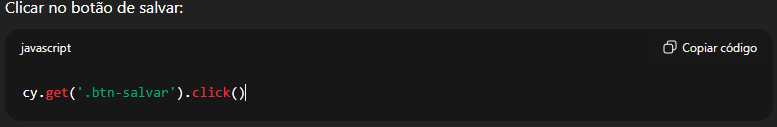 Clicar no botão de salvar:
javascript
Copiar código
cy.get('.btn-salvar').click()